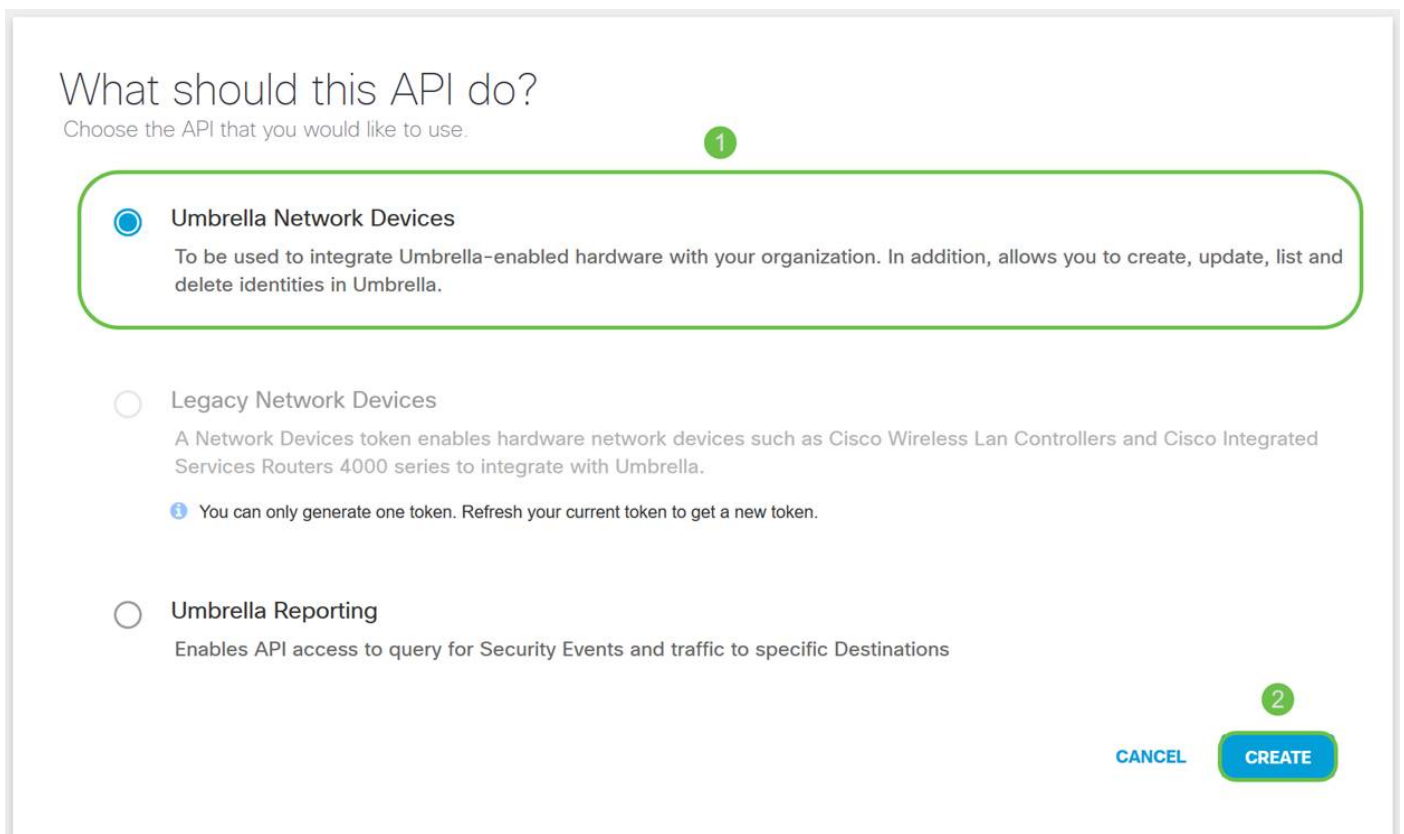 What should this API do?
Choose the API that you would like to use.
1
Umbrella Network Devices
To be used to integrate Umbrella-enabled hardware with your organization. In addition, allows you to create, update, list and
delete identities in Umbrella.
Legacy Network Devices
A Network Devices token enables hardware network devices such as Cisco Wireless Lan Controllers and Cisco Integrated
Services Routers 4000 series to integrate with Umbrella.
You can only generate one token. Refresh your current token to get a new token.
Umbrella Reporting
Enables API access to query for Security Events and traffic to specific Destinations
2
CANCEL CREATE